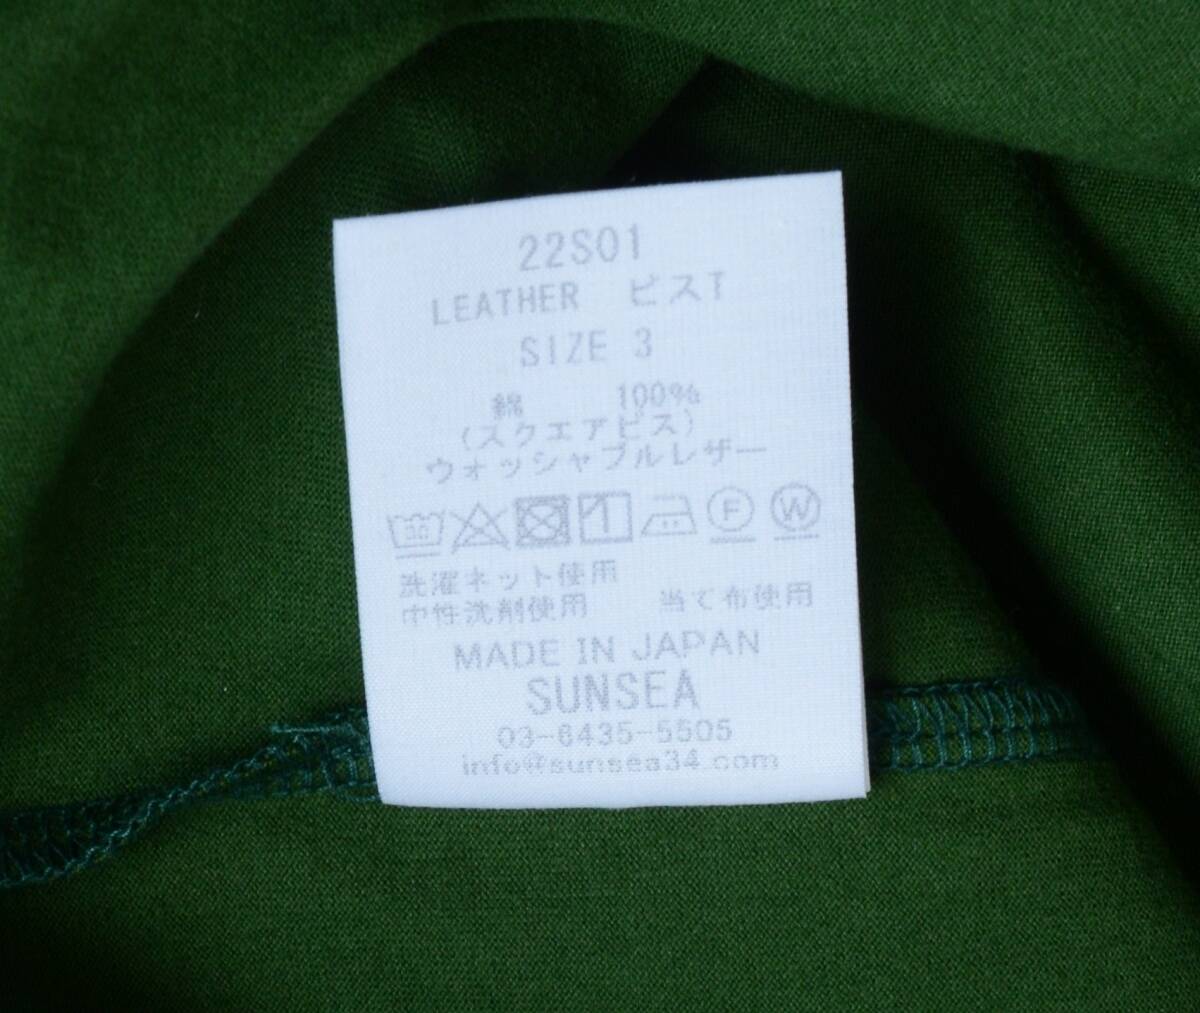 22S01
LEATHER ビスT
SIZE 3
綿 100%
(スクエアビス)
ウォッシャブルレザー
F W
洗濯ネット使用
中性洗剤使用 当て布使用
MADE IN JAPAN
SUNSEA
03-6435-5505
info@sunsea34.com